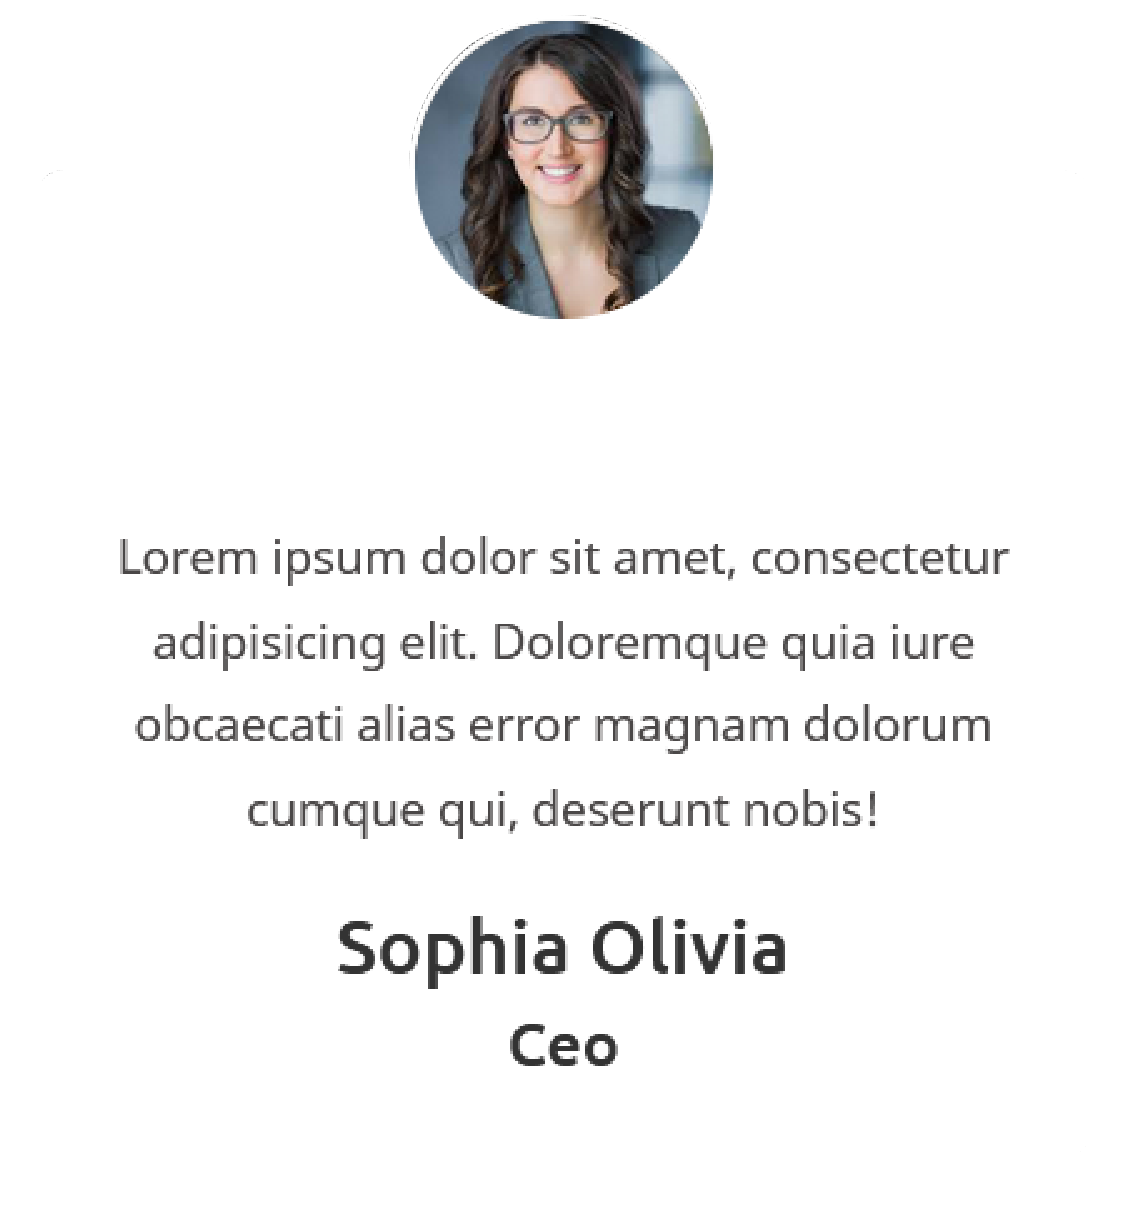 Lorem ipsum dolor sit amet, consectetur
adipisicing elit. Doloremque quia iure
obcaecati alias error magnam dolorum
cumque qui, deserunt nobis!
Sophia Olivia
Ceo